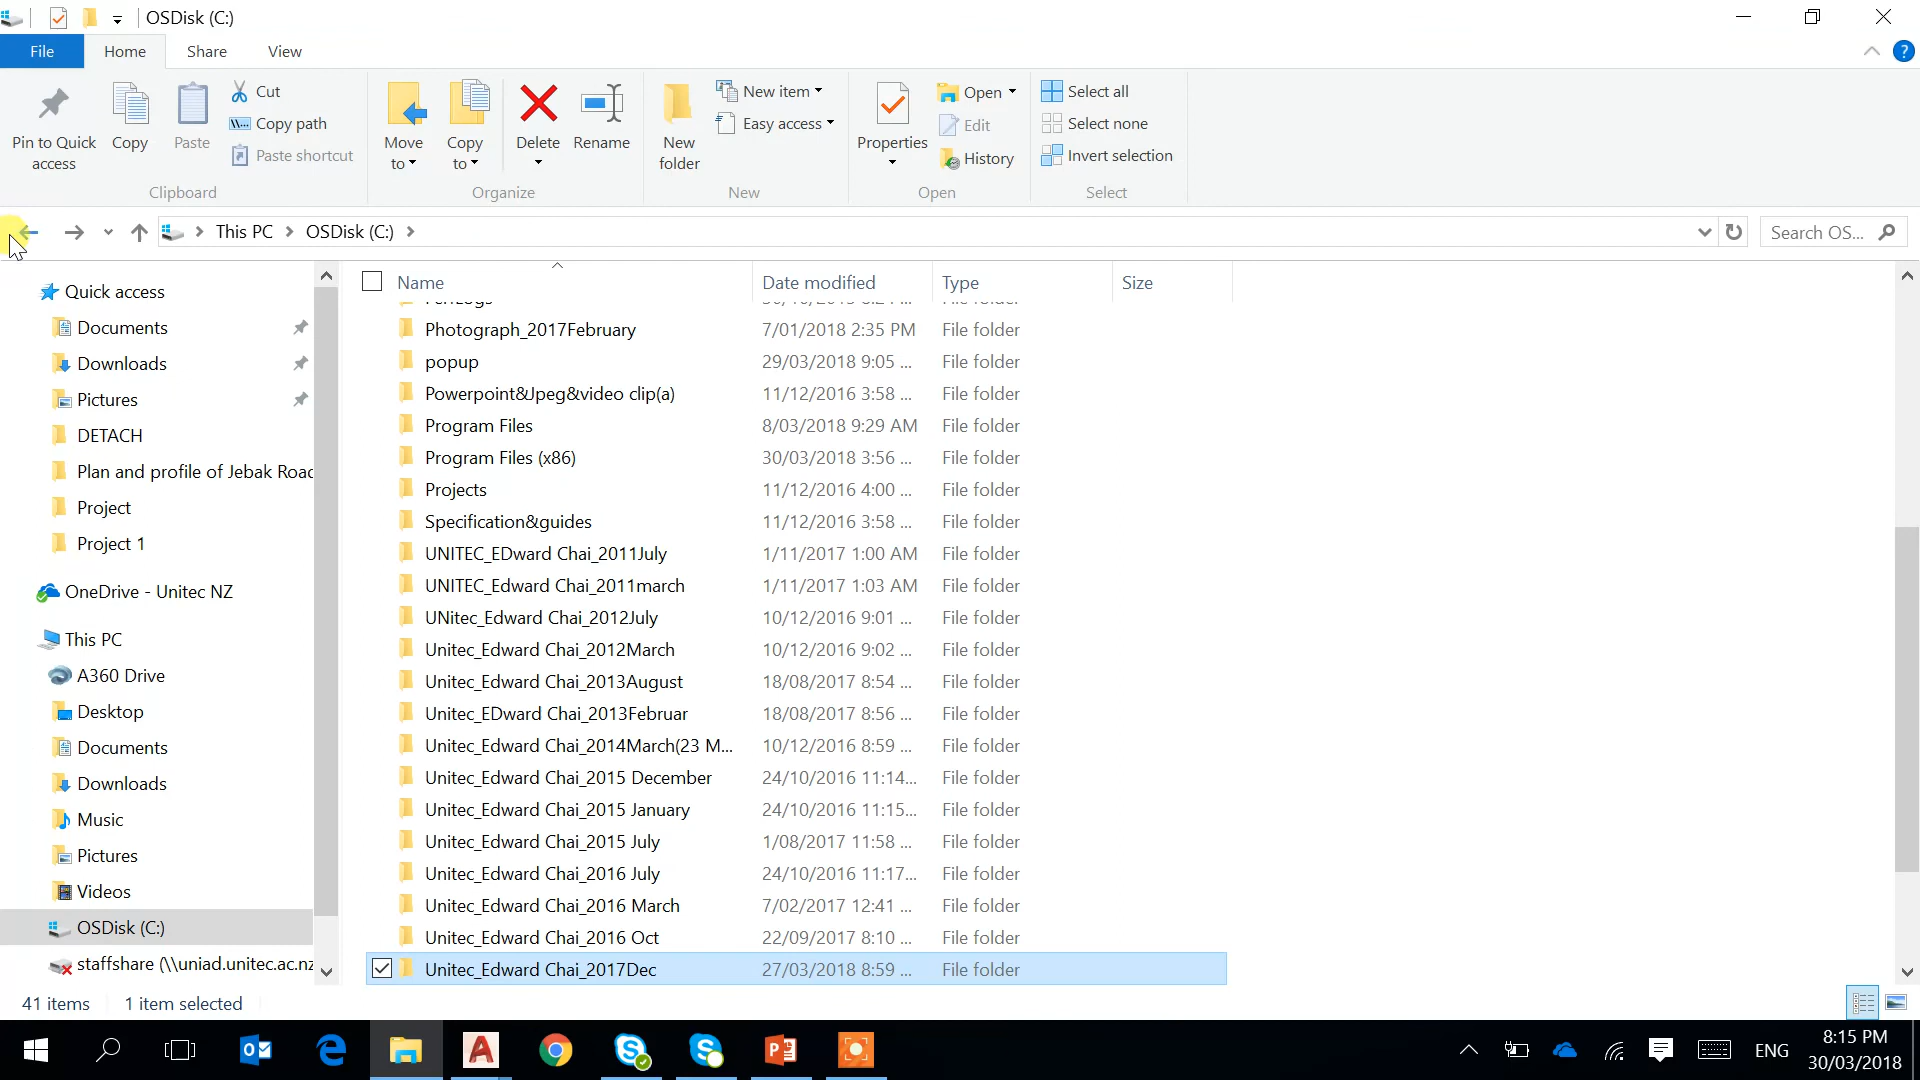 OSDisk (C:)
File Home Share View
Pin to Quick access
Copy
Paste
Cut
Copy path
Paste shortcut
Clipboard
Move to
Copy to
Delete
Rename
Organize
New folder
New item
Easy access
New
Properties
Open
Edit
History
Open
Select all
Select none
Invert selection
Select
This PC OSDisk (C:) Search OS...
Name Date modified Type Size
Quick access
Documents
Downloads
Pictures
DETACH
Plan and profile of Jebak Road
Project
Project 1
OneDrive - Unitec NZ
This PC
A360 Drive
Desktop
Documents
Downloads
Music
Pictures
Videos
OSDisk (C:)
staffshare (\\uniad.unitec.ac.nz
Photograph_2017February 7/01/2018 2:35 PM File folder
popup 29/03/2018 9:05 ... File folder
Powerpoint&Jpeg&video clip(a) 11/12/2016 3:58 ... File folder
Program Files 8/03/2018 9:29 AM File folder
Program Files (x86) 30/03/2018 3:56 ... File folder
Projects 11/12/2016 4:00 ... File folder
Specification&guides 11/12/2016 3:58 ... File folder
UNITEC_EDward Chai_2011July 1/11/2017 1:00 AM File folder
UNITEC_Edward Chai_2011march 1/11/2017 1:03 AM File folder
UNitec_Edward Chai_2012July 10/12/2016 9:01 ... File folder
Unitec_Edward Chai_2012March 10/12/2016 9:02 ... File folder
Unitec_Edward Chai_2013August 18/08/2017 8:54 ... File folder
Unitec_EDward Chai_2013Februar 18/08/2017 8:56 ... File folder
Unitec_Edward Chai_2014March(23 M... 10/12/2016 8:59 ... File folder
Unitec_Edward Chai_2015 December 24/10/2016 11:14... File folder
Unitec_Edward Chai_2015 January 24/10/2016 11:15... File folder
Unitec_Edward Chai_2015 July 1/08/2017 11:58 ... File folder
Unitec_Edward Chai_2016 July 24/10/2016 11:17... File folder
Unitec_Edward Chai_2016 March 7/02/2017 12:41 ... File folder
Unitec_Edward Chai_2016 Oct 22/09/2017 8:10 ... File folder
Unitec_Edward Chai_2017Dec 27/03/2018 8:59 ... File folder
41 items 1 item selected
ENG
8:15 PM
30/03/2018